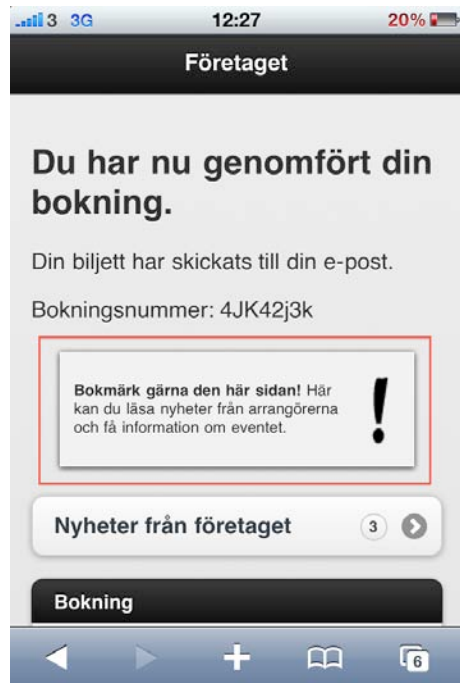 3 3G 12:27 20%
Företaget
Du har nu genomfört din
bokning.
Din biljett har skickats till din e-post.
Bokningsnummer: 4JK42j3k
Bokmärk gärna den här sidan! Här
kan du läsa nyheter från arrangörerna
och få information om eventet.
!
Nyheter från företaget 3
Bokning
6